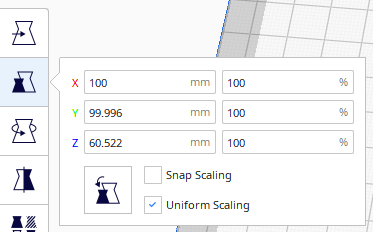 X 100 mm 100 %
Y 99.996 mm 100 %
Z 60.522 mm 100 %
Snap Scaling
Uniform Scaling